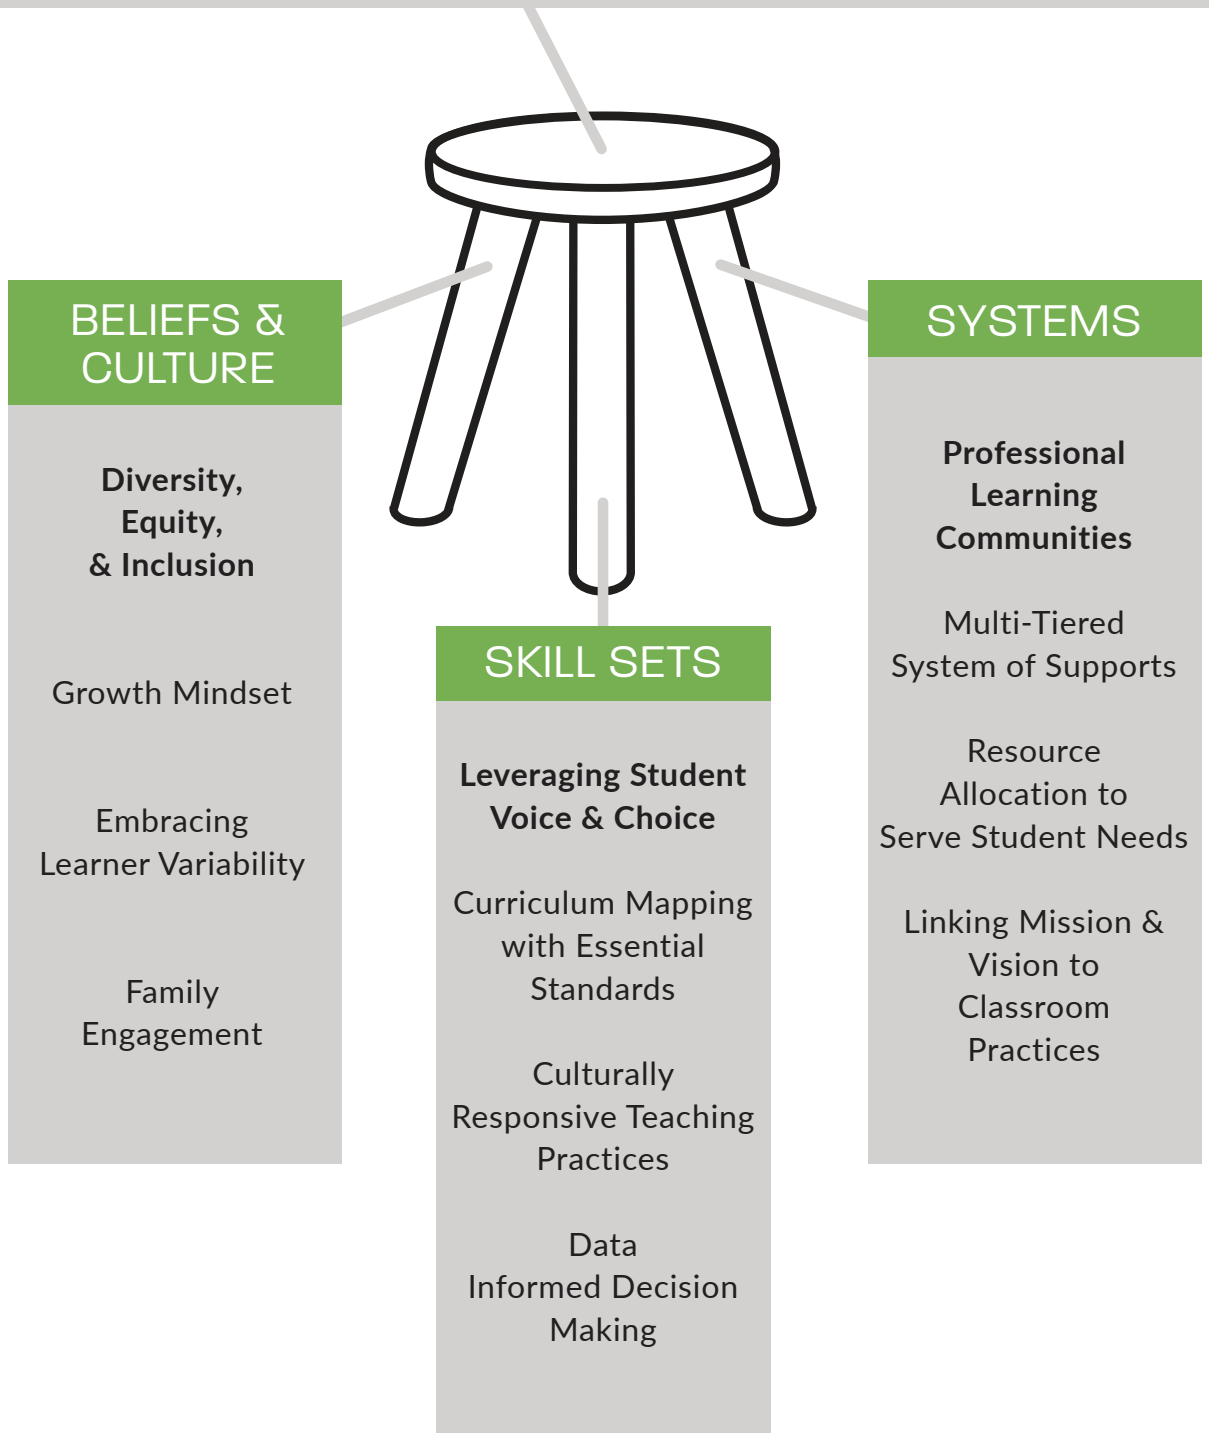 BELIEFS &
CULTURE
Diversity,
Equity,
& Inclusion
Growth Mindset
Embracing
Learner Variability
Family
Engagement
SKILL SETS
Leveraging Student
Voice & Choice
Curriculum Mapping
with Essential
Standards
Culturally
Responsive Teaching
Practices
Data
Informed Decision
Making
SYSTEMS
Professional
Learning
Communities
Multi-Tiered
System of Supports
Resource
Allocation to
Serve Student Needs
Linking Mission &
Vision to
Classroom
Practices